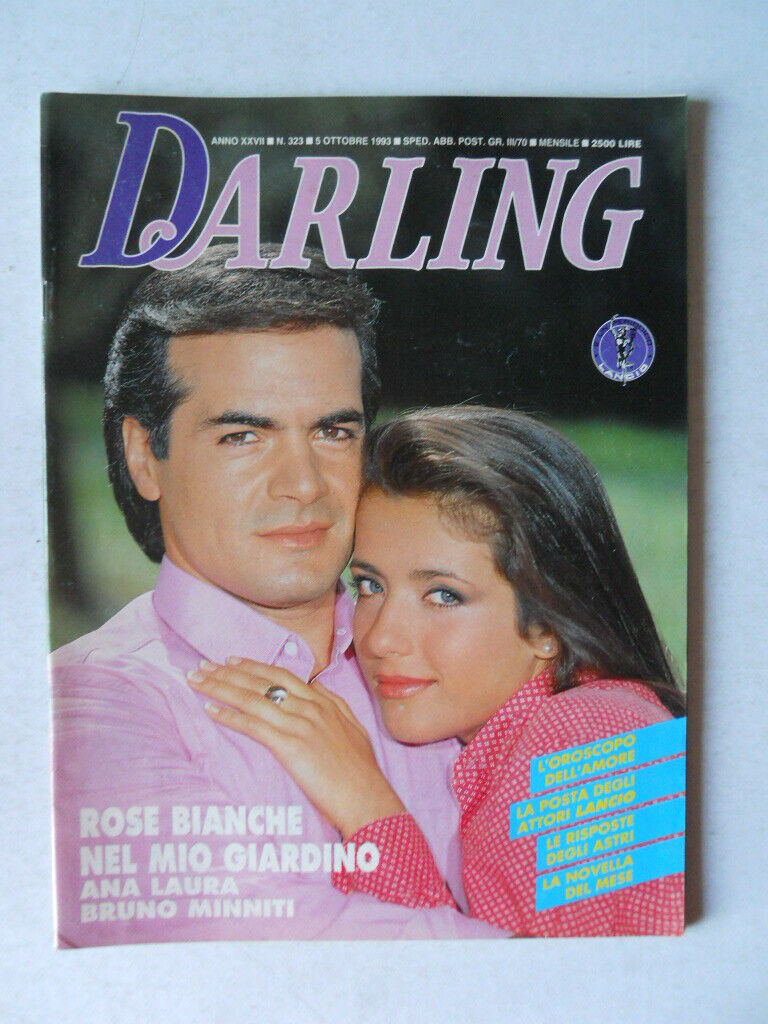 ANNO XXVII ■ N. 323 ■ 5 OTTOBRE 1993 ■ SPED. ABB. POST. GR. III/70 ■ MENSILE ■ 2500 LIRE
DARLING
LANCIO
L'OROSCOPO
DELL'AMORE
LA POSTA DEGLI
ATTORI LANCIO
LE RISPOSTE
DEGLI ASTRI
LA NOVELLA
DEL MESE
ROSE BIANCHE
NEL MIO GIARDINO
ANA LAURA
BRUNO MINNITI